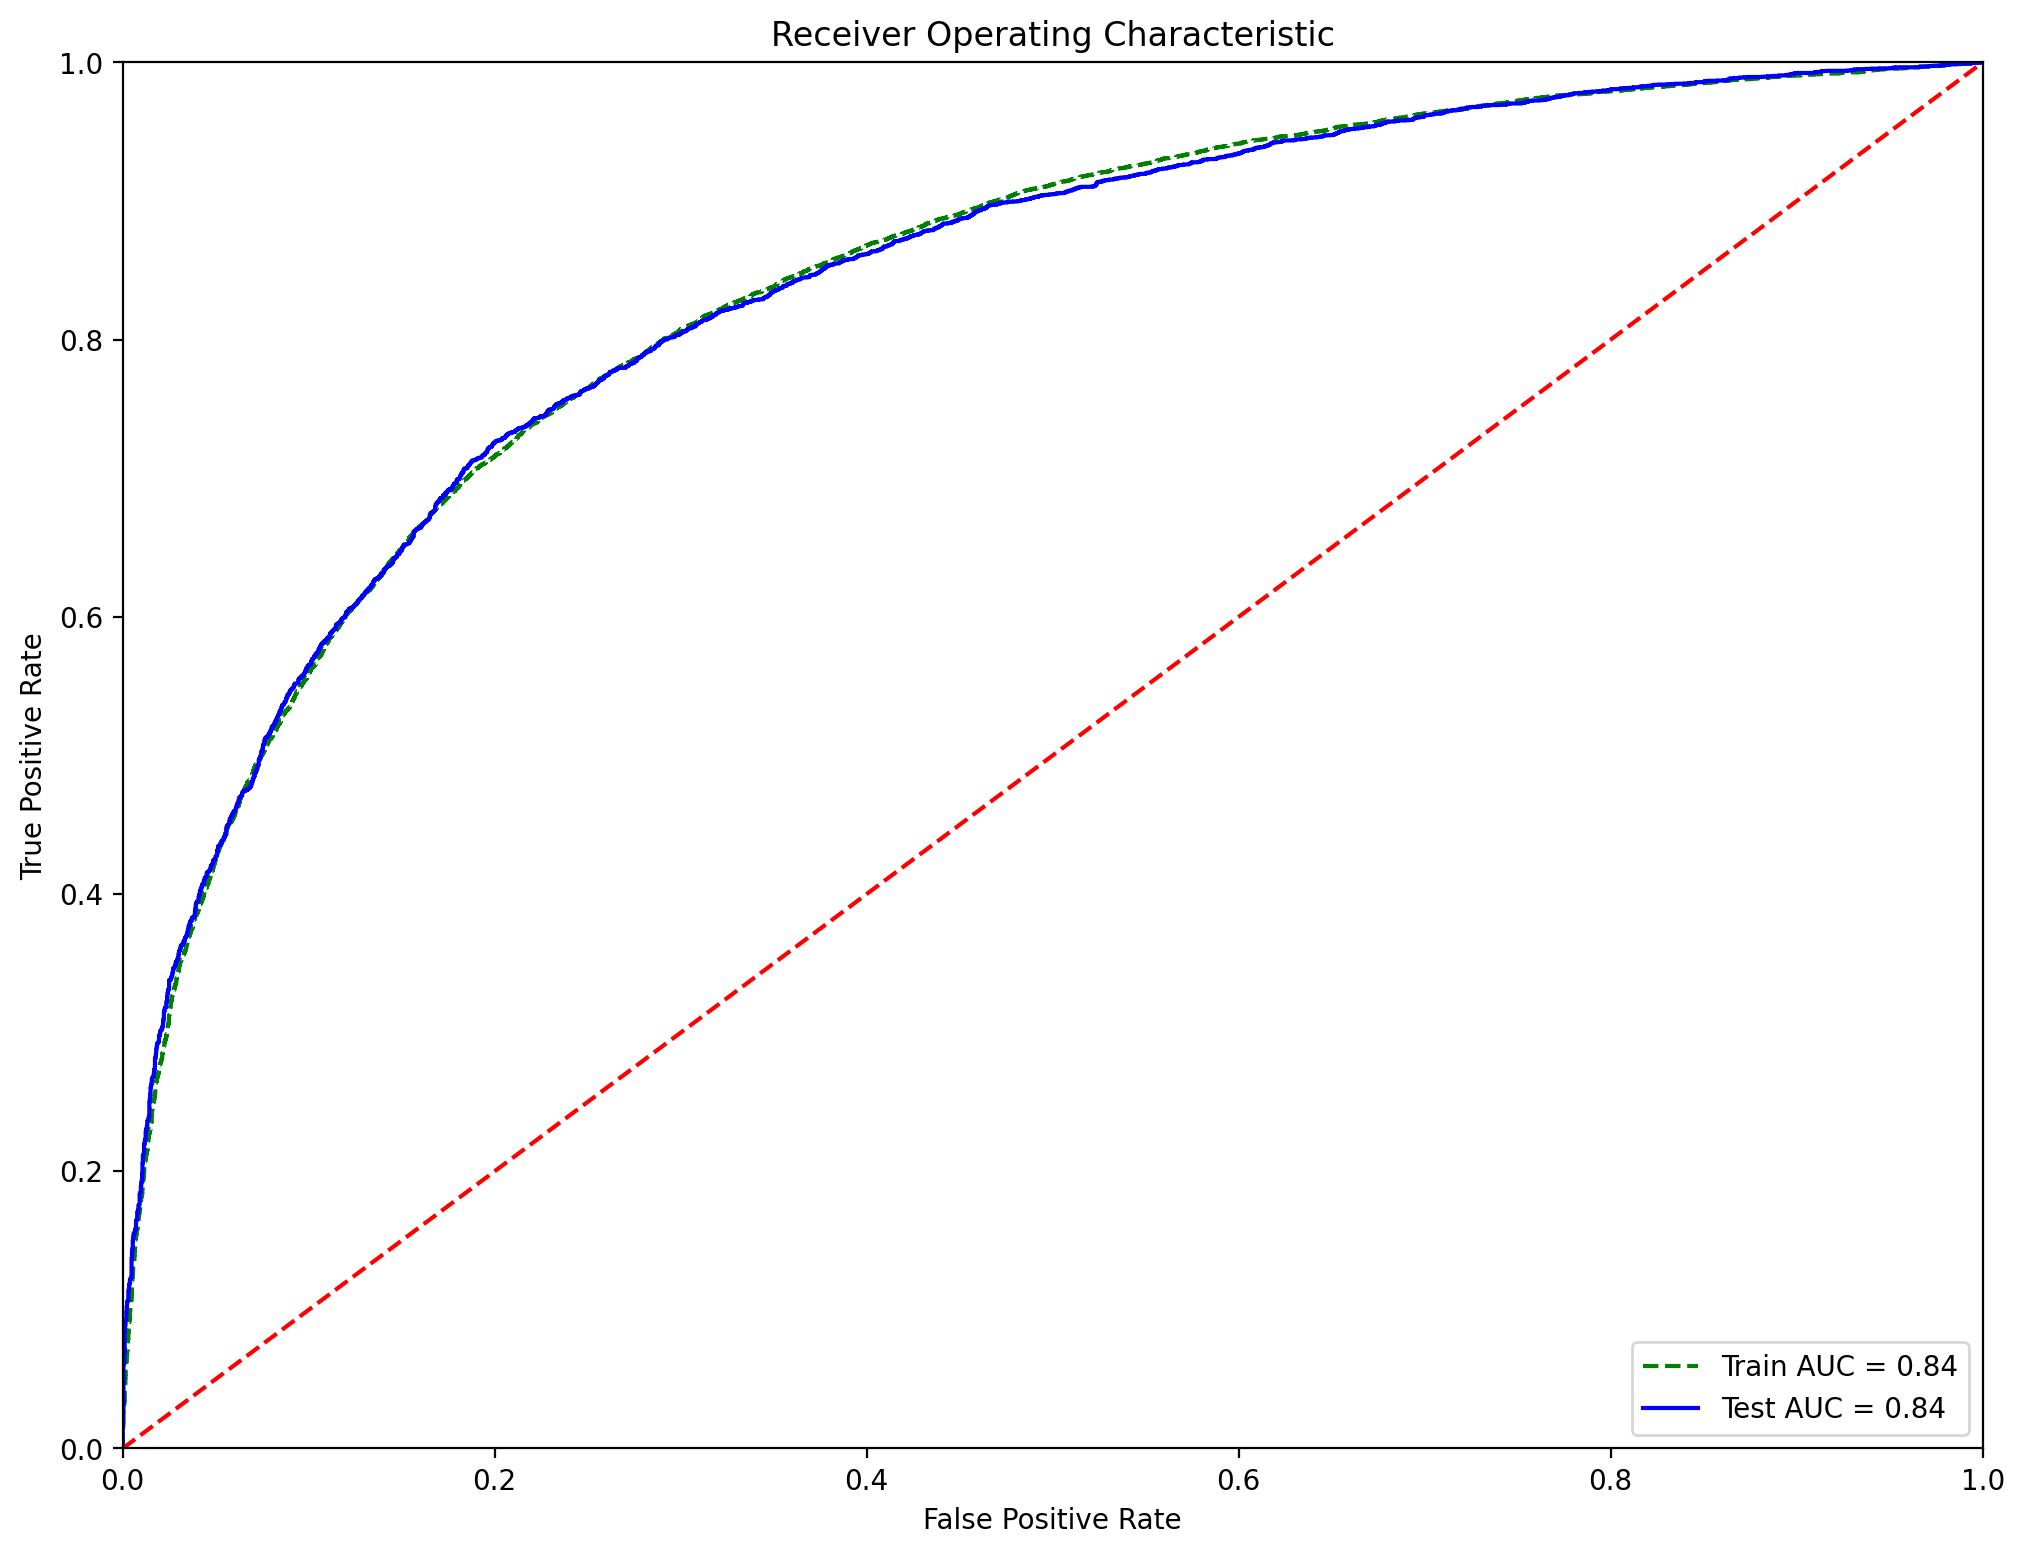 Receiver Operating Characteristic
1.0
0.8
0.6
0.4
0.2
0.0
True Positive Rate
Train AUC = 0.84
Test AUC = 0.84
0.0 0.2 0.4 0.6 0.8 1.0
False Positive Rate